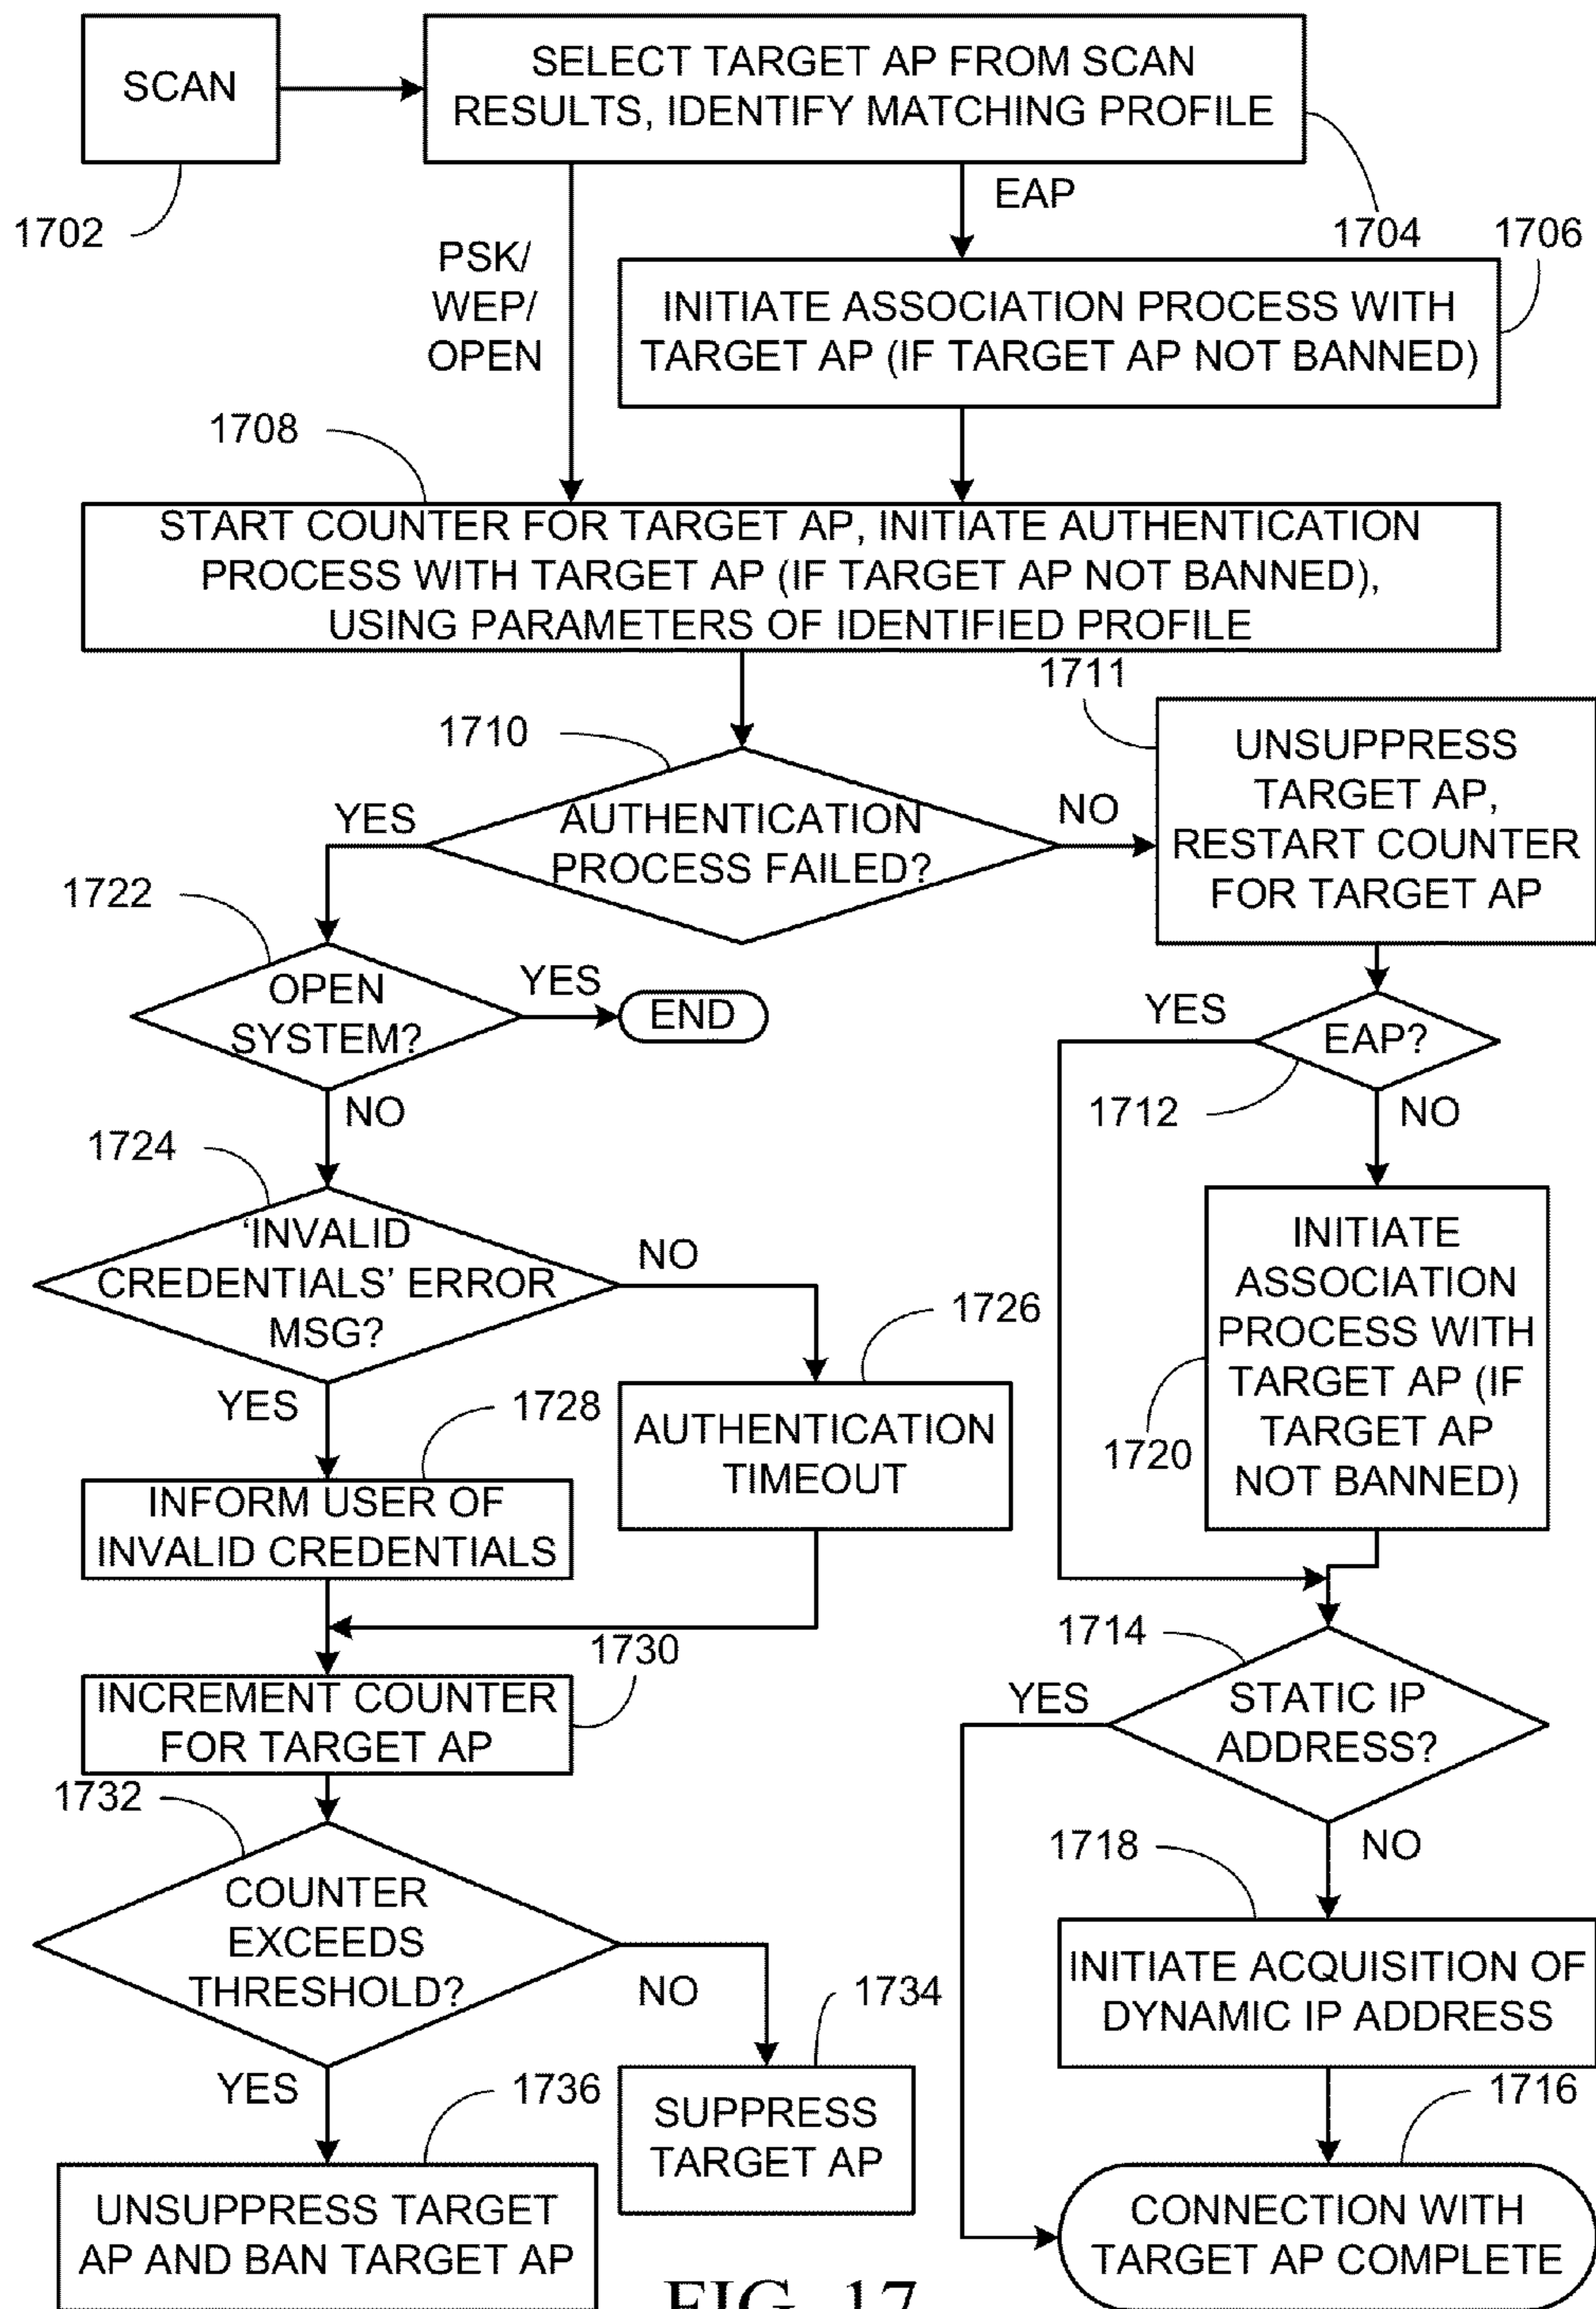 SCAN
SELECT TARGET AP FROM SCAN
RESULTS, IDENTIFY MATCHING PROFILE
1702
EAP
1704
1706
PSK/
WEP/
OPEN
INITIATE ASSOCIATION PROCESS WITH
TARGET AP (IF TARGET AP NOT BANNED)
1708
START COUNTER FOR TARGET AP, INITIATE AUTHENTICATION
PROCESS WITH TARGET AP (IF TARGET AP NOT BANNED),
USING PARAMETERS OF IDENTIFIED PROFILE
1710
AUTHENTICATION
PROCESS FAILED?
YES
NO
1711
UNSUPPRESS
TARGET AP,
RESTART COUNTER
FOR TARGET AP
1722
OPEN
SYSTEM?
YES
END
NO
YES
EAP?
1712
NO
1724
‘INVALID
CREDENTIALS’ ERROR
MSG?
NO
1726
AUTHENTICATION
TIMEOUT
YES
1728
INFORM USER OF
INVALID CREDENTIALS
INITIATE
ASSOCIATION
PROCESS WITH
TARGET AP (IF
TARGET AP
NOT BANNED)
1720
1730
INCREMENT COUNTER
FOR TARGET AP
1714
STATIC IP
ADDRESS?
YES
NO
1732
COUNTER
EXCEEDS
THRESHOLD?
NO
1734
SUPPRESS
TARGET AP
YES
1736
UNSUPPRESS TARGET
AP AND BAN TARGET AP
1718
INITIATE ACQUISITION OF
DYNAMIC IP ADDRESS
1716
CONNECTION WITH
TARGET AP COMPLETE
FIG. 17